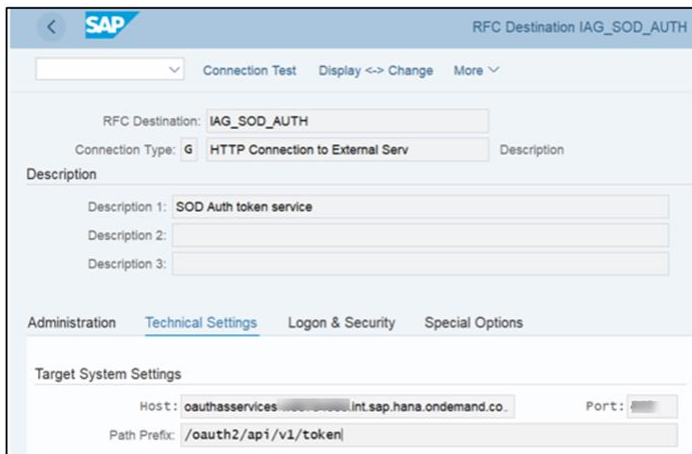 SAP
RFC Destination IAG_SOD_AUTH
Connection Test Display <-> Change More
RFC Destination: IAG_SOD_AUTH
Connection Type: G HTTP Connection to External Serv Description
Description
Description 1: SOD Auth token service
Description 2:
Description 3:
Administration Technical Settings Logon & Security Special Options
Target System Settings
Host: oauthasservices .int.sap.hana.ondemand.co Port:
Path Prefix: /oauth2/api/v1/token